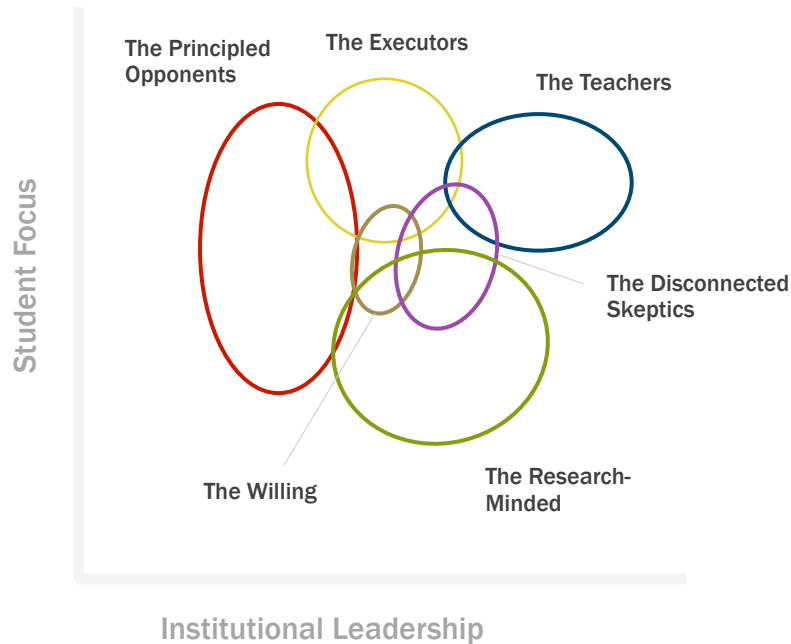 The Principled
Opponents
The Executors
The Teachers
Student Focus
The Disconnected
Skeptics
The Willing
The Research-
Minded
Institutional Leadership